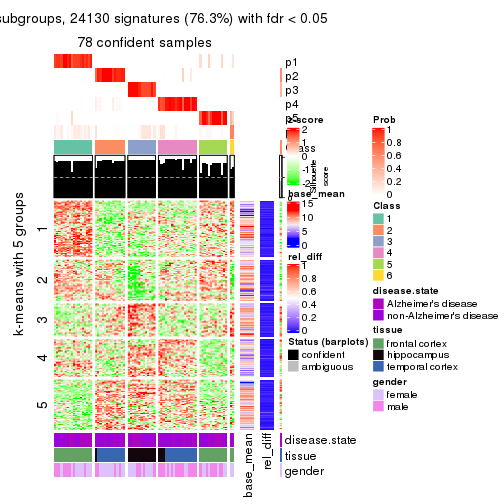 subgroups, 24130 signatures (76.3%) with fdr < 0.05
78 confident samples
p1
p2
p3
p4
p5
z-score
2
1
0
-1
-2
Silhouette
score
base_mean
15
10
5
0
rel_diff
1
0.8
0.6
0.4
0.2
0
Status (barplots)
confident
ambiguous
Prob
1
0.8
0.6
0.4
0.2
0
Class
1
2
3
4
5
6
disease.state
Alzheimer's disease
non-Alzheimer's disease
tissue
frontal cortex
hippocampus
temporal cortex
gender
female
male
k-means with 5 groups
1
2
3
4
5
disease.state
tissue
gender
base_mean
rel_diff